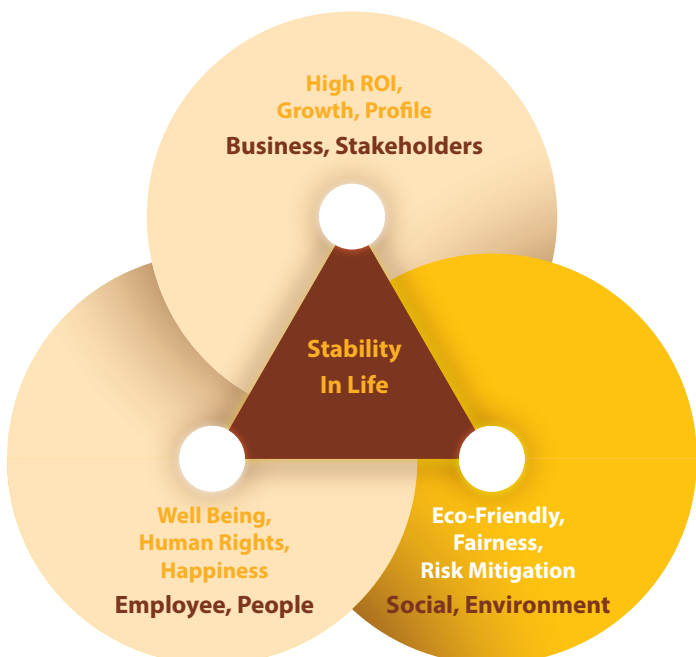 High ROI,
Growth, Profile
Business, Stakeholders
Stability
In Life
Well Being,
Human Rights,
Happiness
Employee, People
Eco-Friendly,
Fairness,
Risk Mitigation
Social, Environment